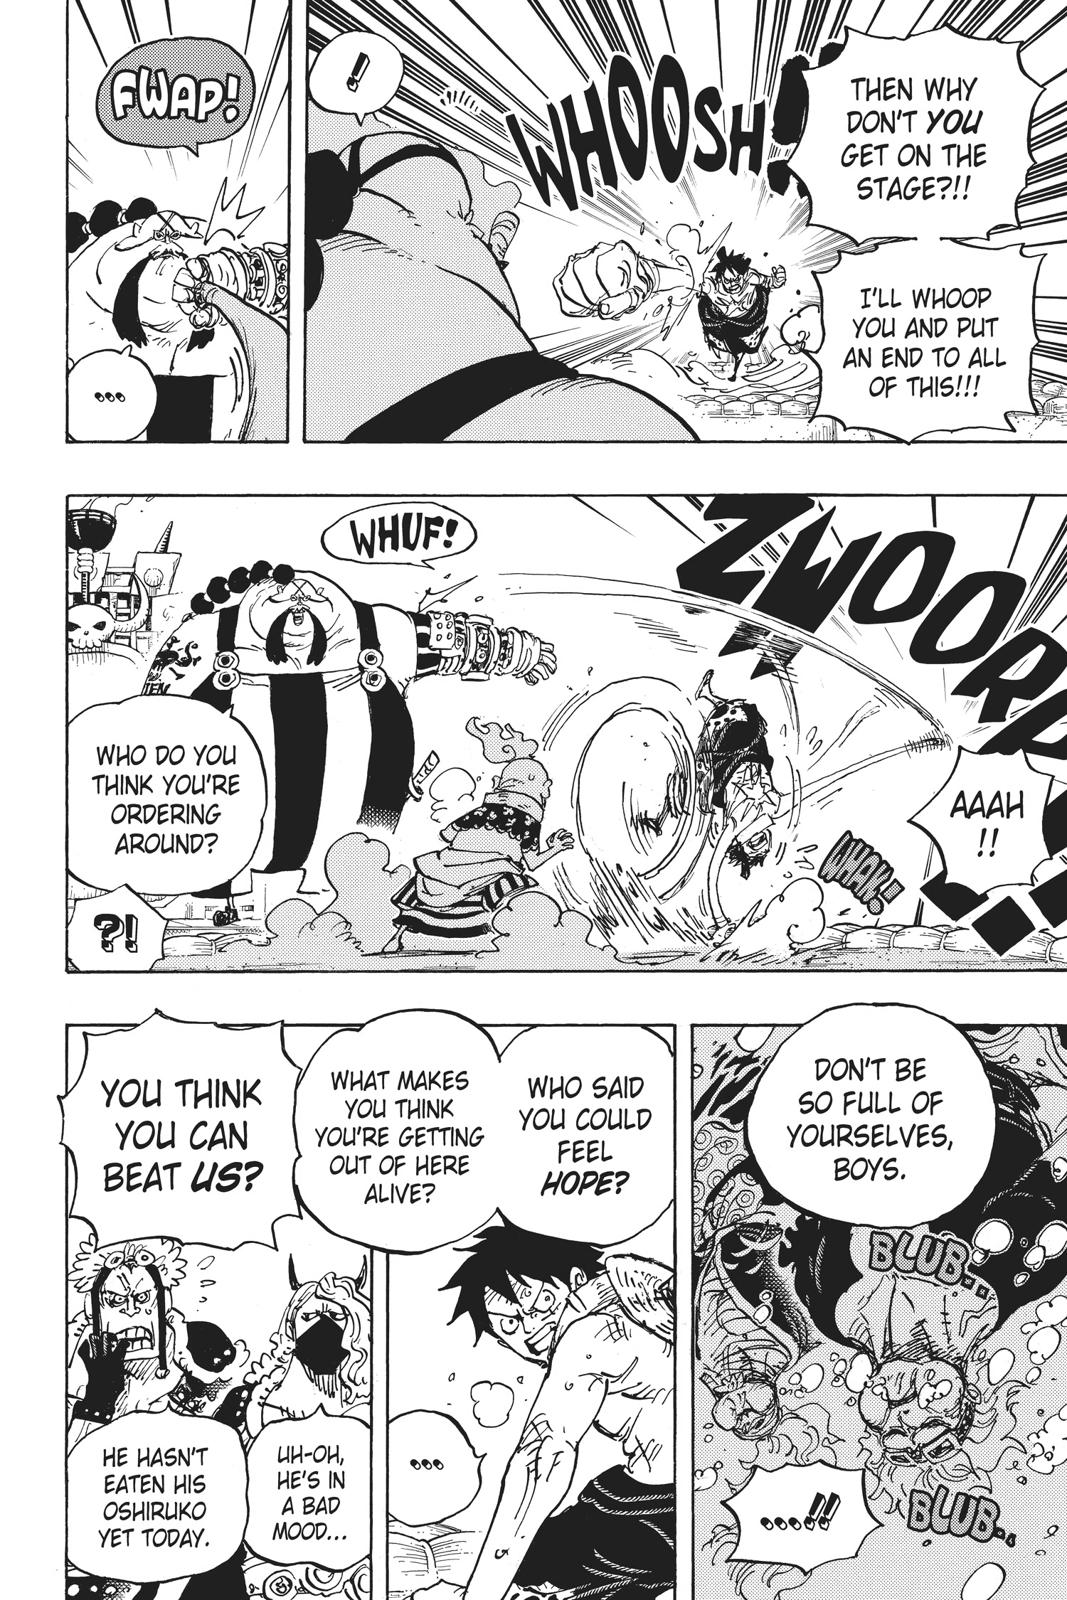 THEN WHY
DON'T YOU
GET ON THE
STAGE?!!
I'LL WHOOP
YOU AND PUT
AN END TO ALL
OF THIS!!!
WHOOSH!
!
FWAP!
...
ZWOORP
AAAH
!!
WHAK!
WHUF!
WHO DO YOU
THINK YOU'RE
ORDERING
AROUND?
?!
DON'T BE
SO FULL OF
YOURSELVES,
BOYS.
BLUB..
BLUB..
...!!
WHO SAID
YOU COULD
FEEL
HOPE?
WHAT MAKES
YOU THINK
YOU'RE GETTING
OUT OF HERE
ALIVE?
...
YOU THINK
YOU CAN
BEAT US?
UH-OH,
HE'S IN
A BAD
MOOD...
HE HASN'T
EATEN HIS
OSHIRUKO
YET TODAY.